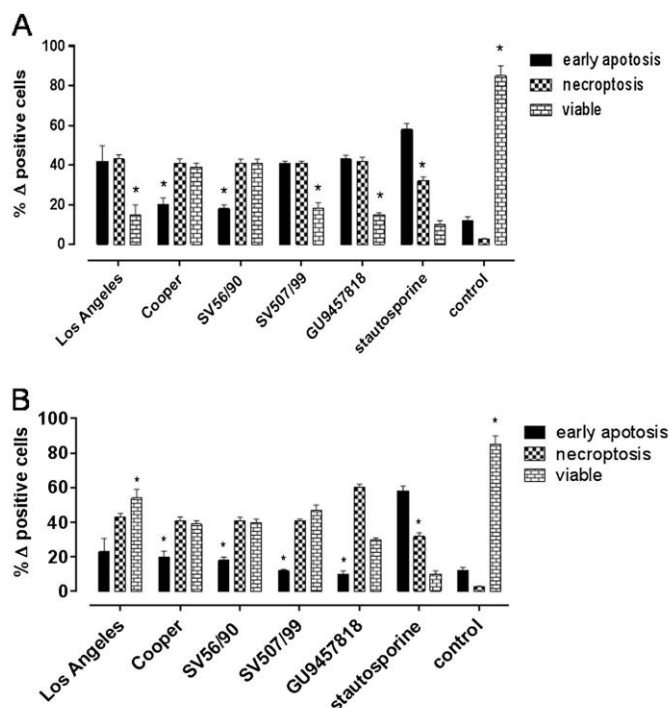 A
% Δ positive cells
100
80
60
40
20
0
early apotosis
necroptosis
viable
*
*
*
*
*
*
*
Los Angeles
Cooper
SV56/90
SV507/99
GU9457818
stautosporine
control
B
% Δ positive cells
100
80
60
40
20
0
early apotosis
necroptosis
viable
*
*
*
*
*
*
*
Los Angeles
Cooper
SV56/90
SV507/99
GU9457818
stautosporine
control